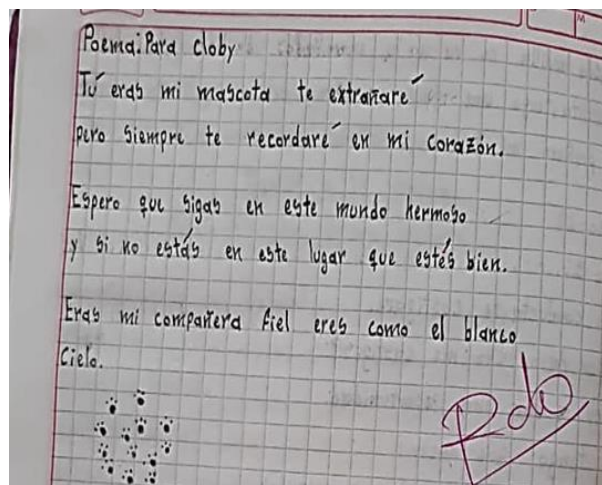 Poema: Para cloby
Tú eras mi mascota te extrañaré
pero siempre te recordaré en mi corazón.
Espero que sigas en este mundo hermoso
y si no estás en este lugar que estés bien.
Eras mi compañera fiel eres como el blanco
Cielo.